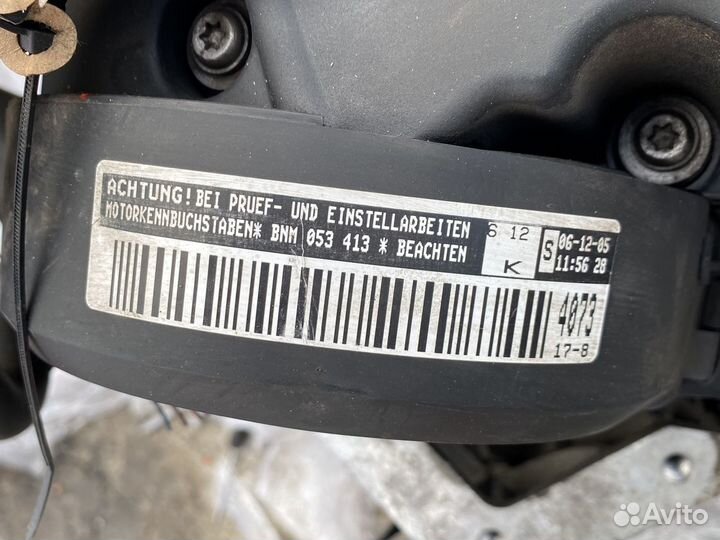 ACHTUNG! BEI PRUEF- UND EINSTELLARBEITEN
MOTORKENNBUCHSTABEN* BNM 053 413 * BEACHTEN
S 12
K
S
06-12-05
11:56 28
4073
17-8
Avito